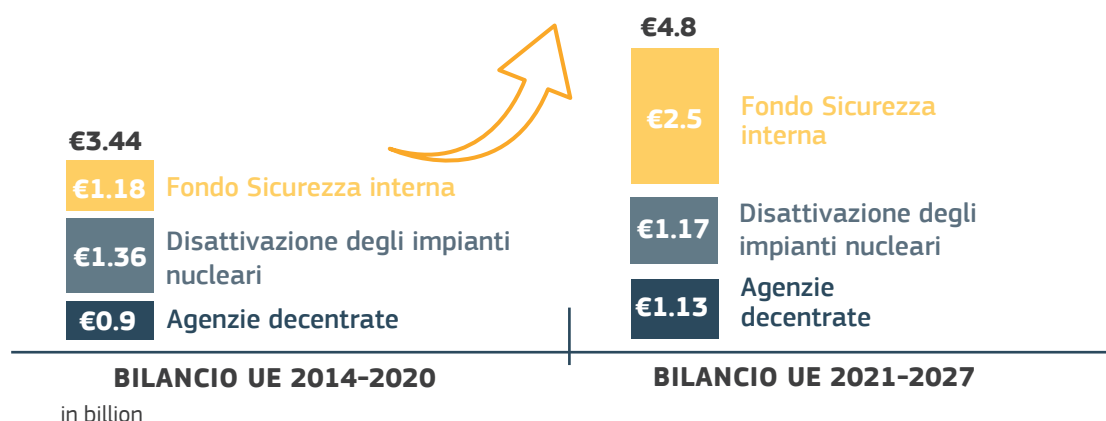 €3.44
€1.18
Fondo Sicurezza interna
€1.36
Disattivazione degli impianti
nucleari
€0.9
Agenzie decentrate
BILANCIO UE 2014-2020
in billion
€4.8
€2.5
Fondo Sicurezza
interna
€1.17
Disattivazione degli
impianti nucleari
€1.13
Agenzie
decentrate
BILANCIO UE 2021-2027